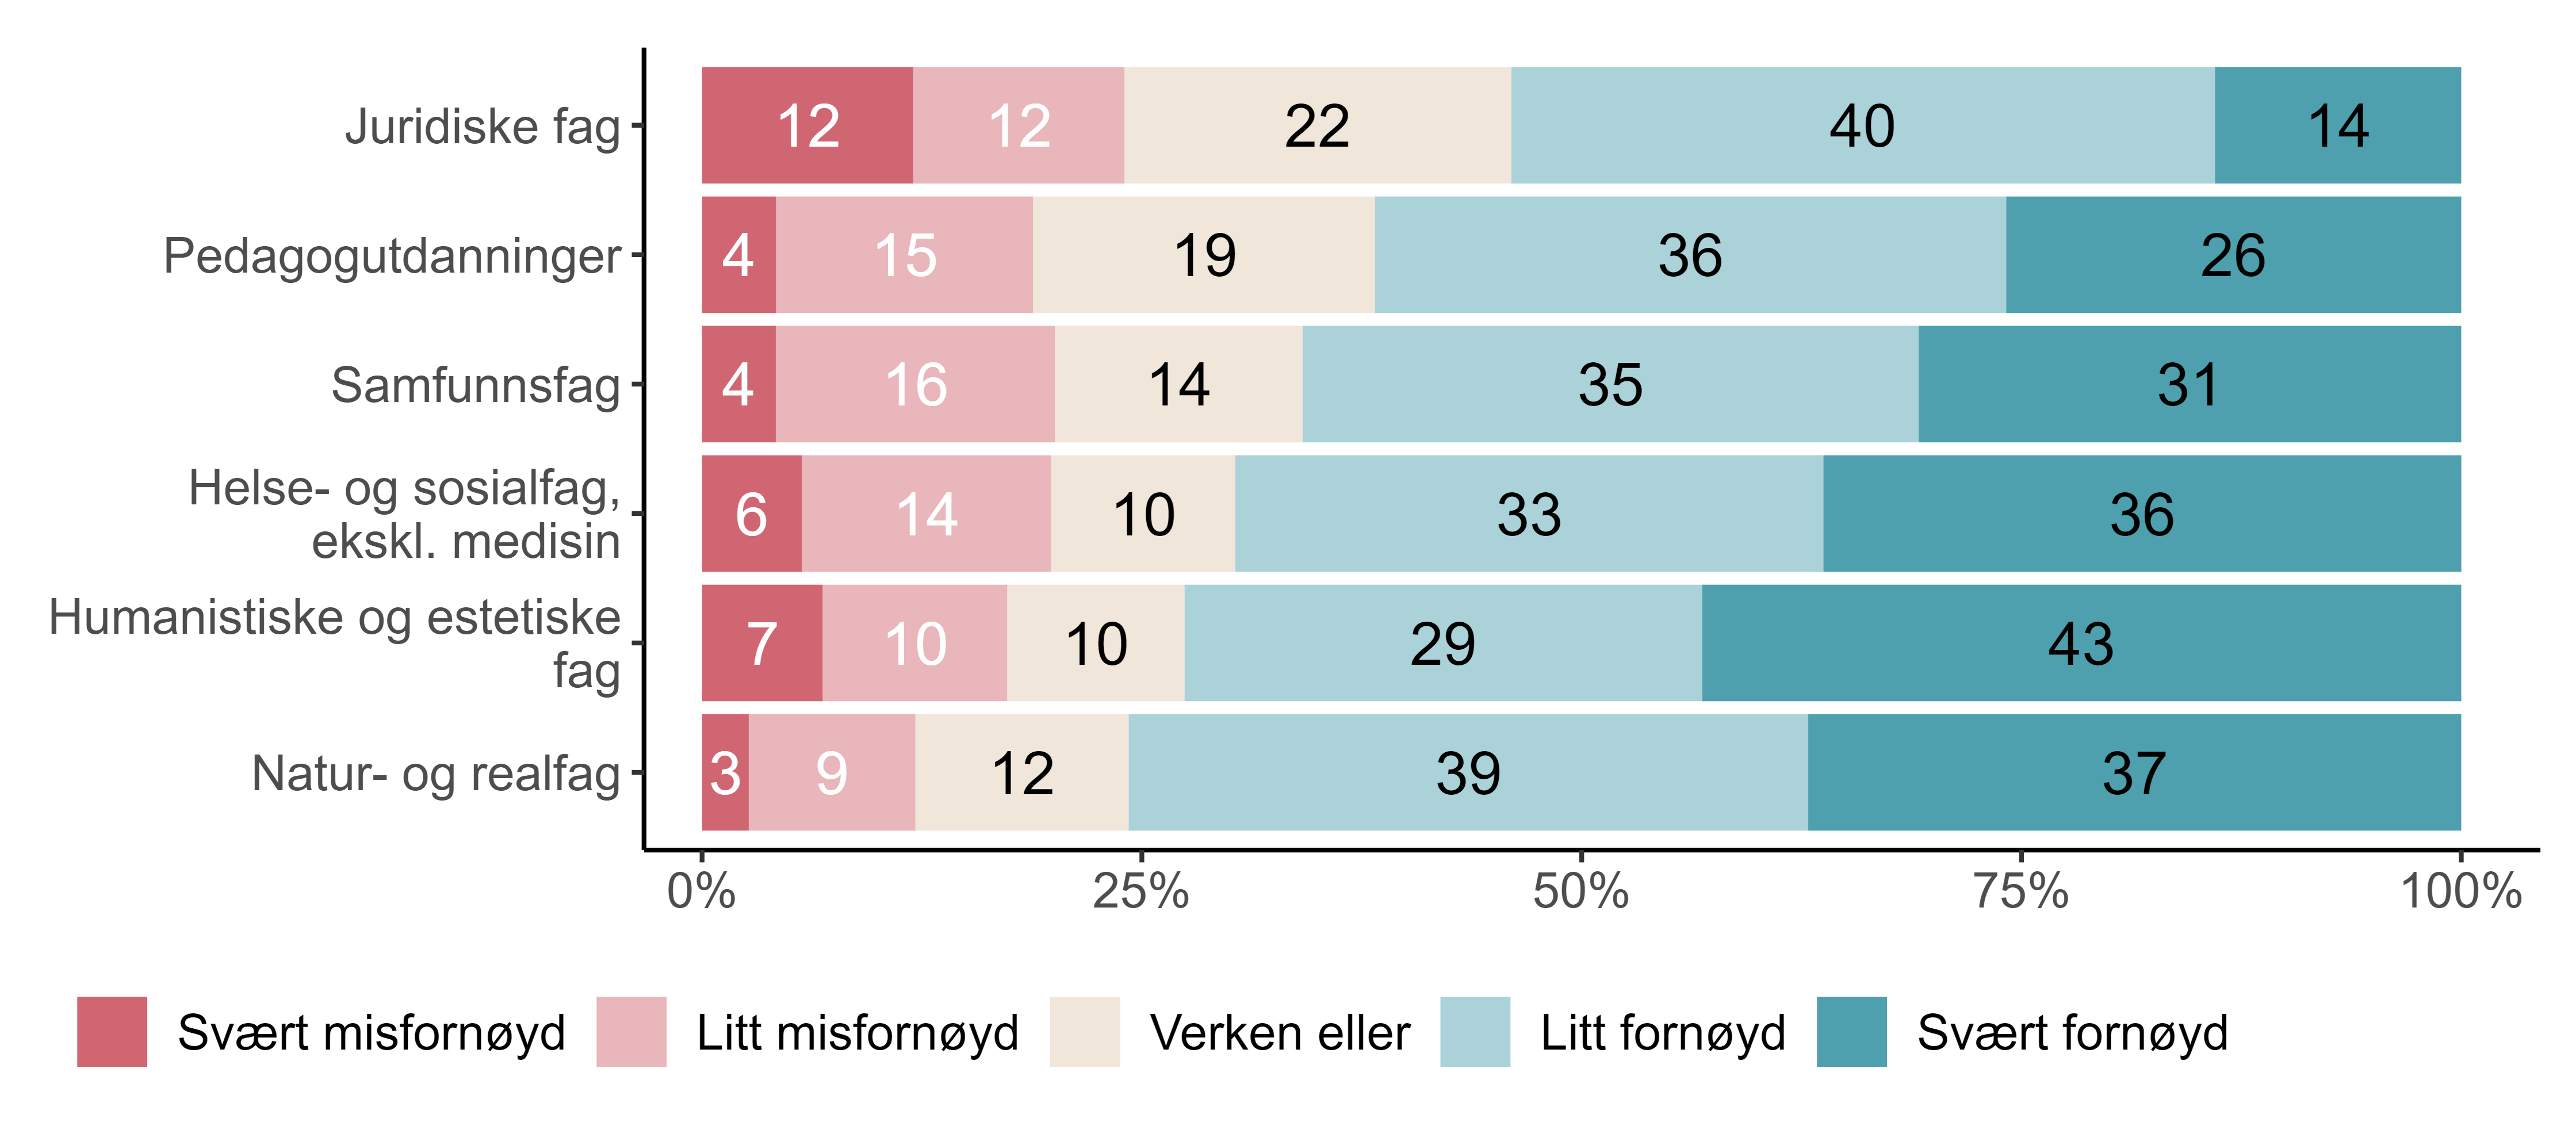 Juridiske fag 12 12 22 40 14
Pedagogutdanninger 4 15 19 36 26
Samfunnsfag 4 16 14 35 31
Helse- og sosialfag,
ekskl. medisin 6 14 10 33 36
Humanistiske og estetiske
fag 7 10 10 29 43
Natur- og realfag 3 9 12 39 37
0% 25% 50% 75% 100%
Svært misfornøyd Litt misfornøyd Verken eller Litt fornøyd Svært fornøyd